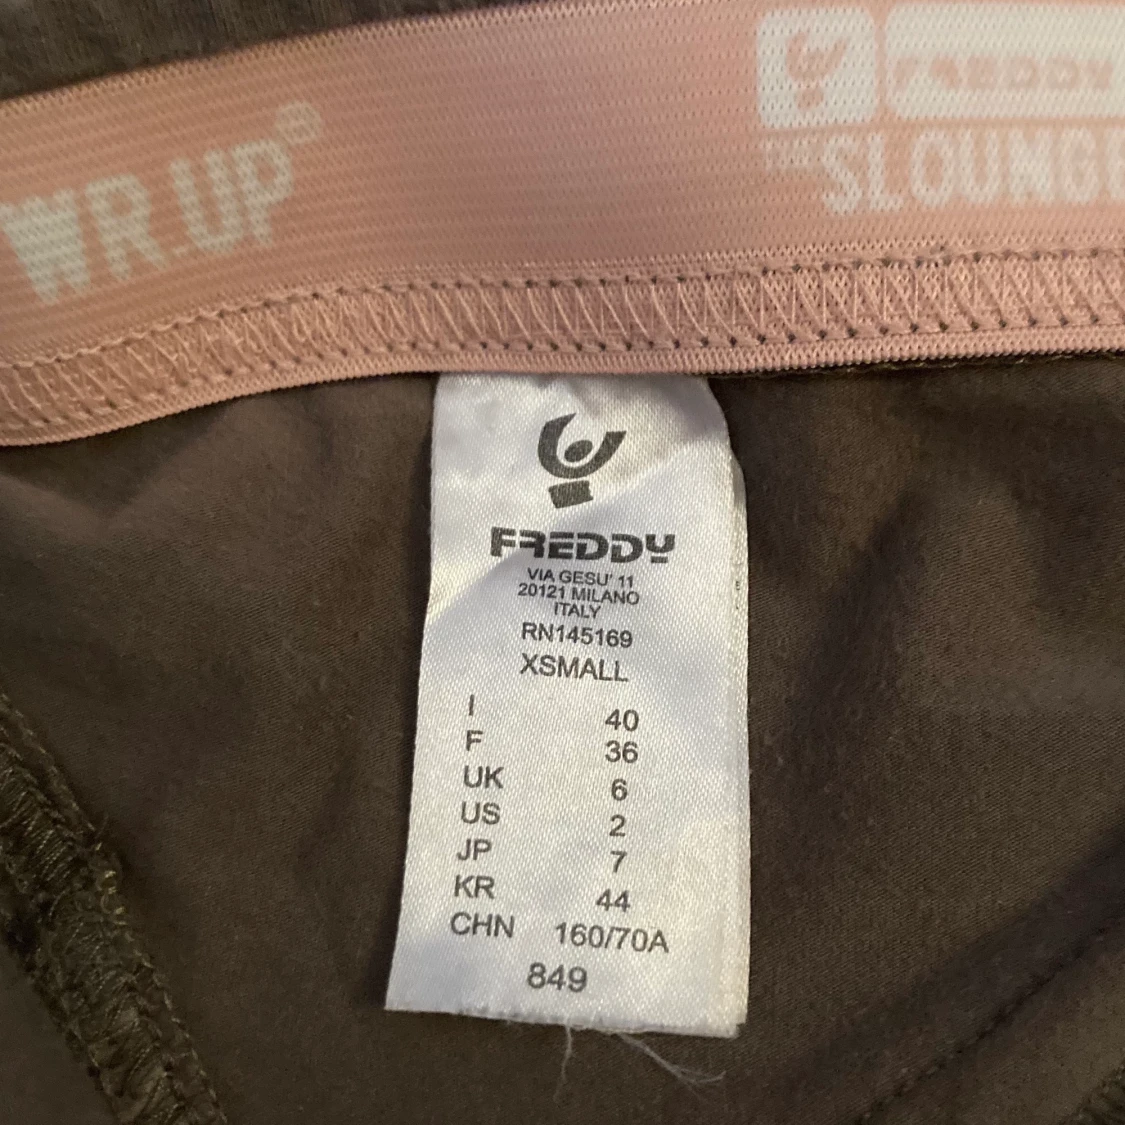 WR.UP®
FREDDY
THE SLOUNGE
FREDDY
VIA GESU' 11
20121 MILANO
ITALY
RN145169
XSMALL
I 40
F 36
UK 6
US 2
JP 7
KR 44
CHN 160/70A
849